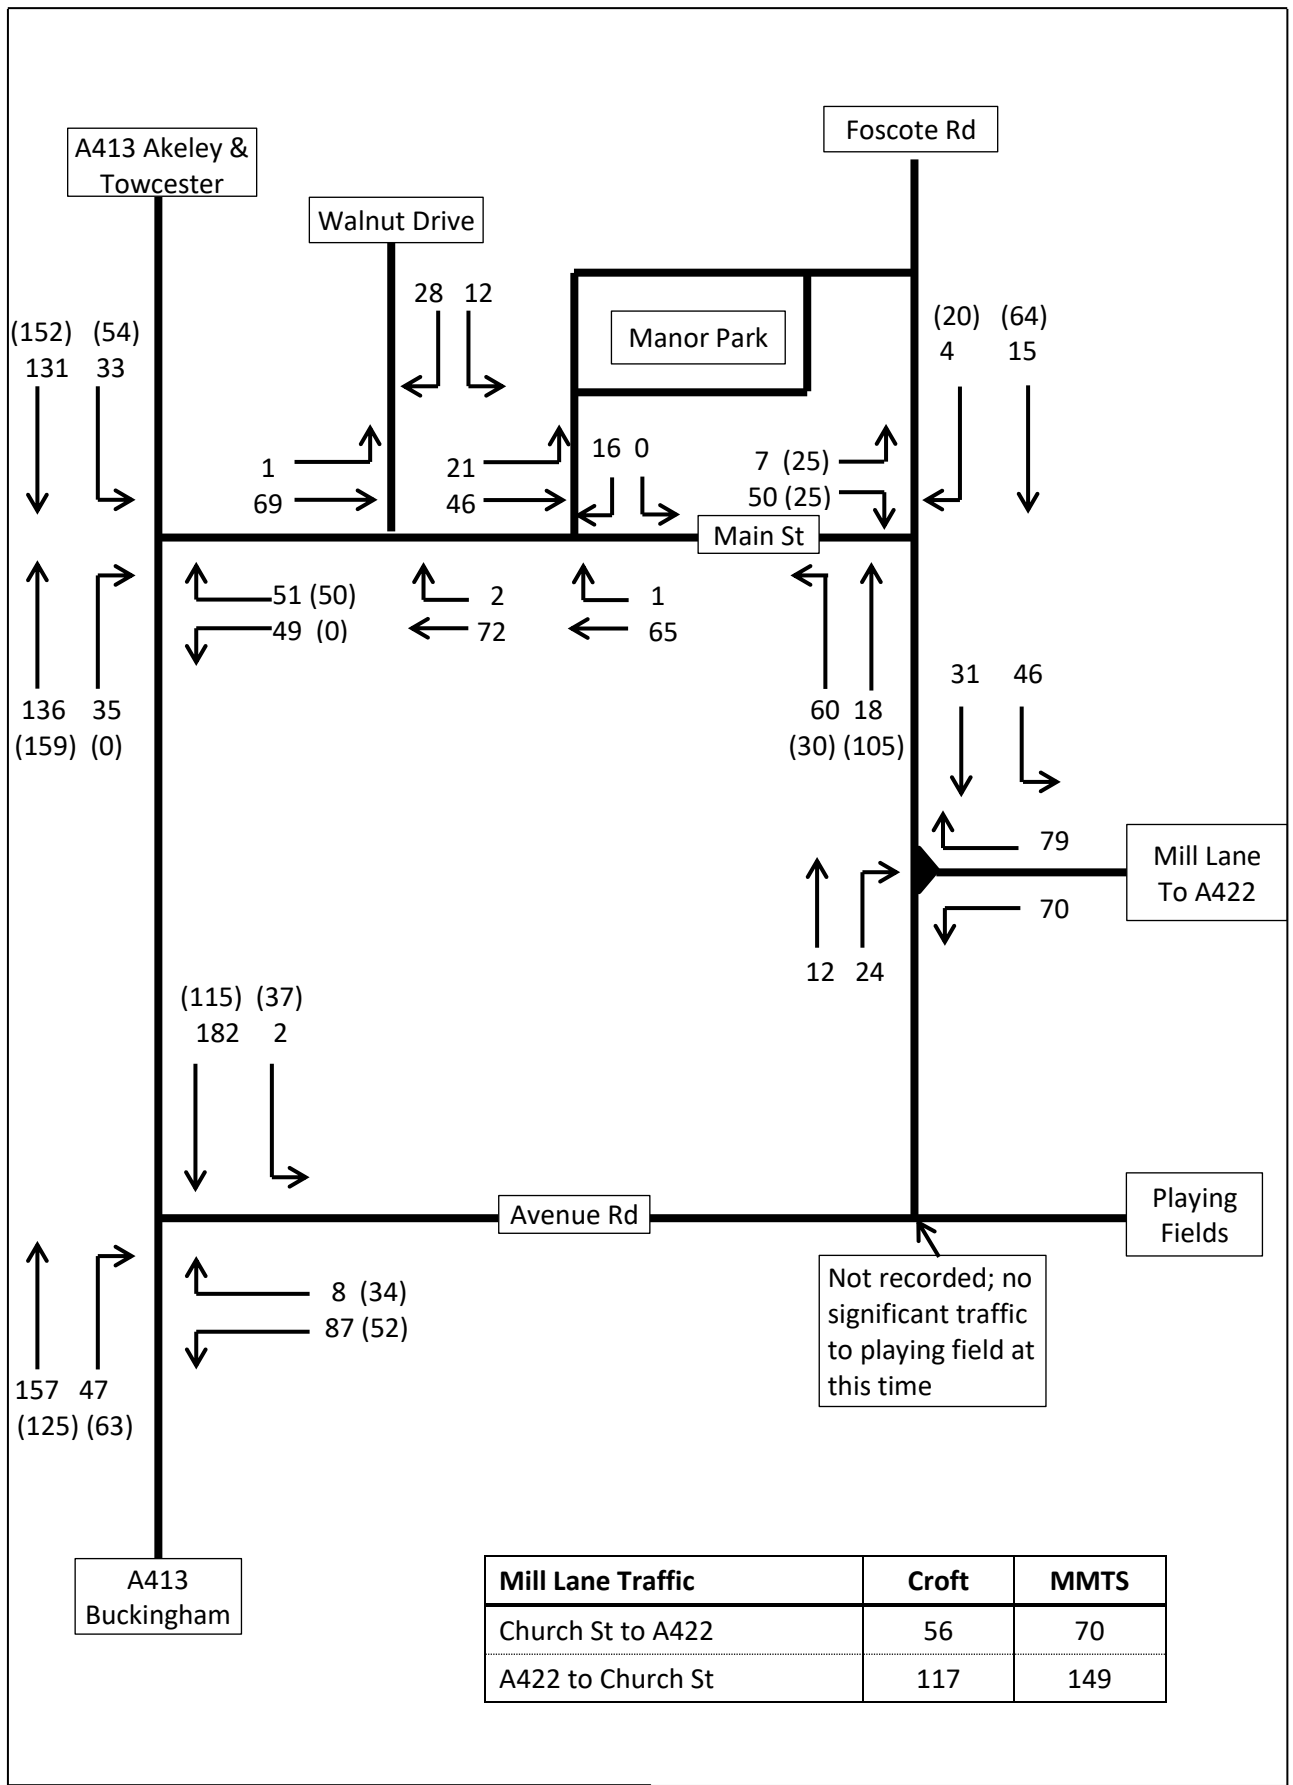 Foscote Rd
A413 Akeley &
Towcester
Walnut Drive
28 12
Manor Park
(152) (54)
131 33
(20) (64)
4 15
1
69
21
46
16 0
7 (25)
50 (25)
Main St
51 (50)
49 (0)
2
72
1
65
136 35
(159) (0)
60 18
(30) (105)
31 46
79
Mill Lane
To A422
70
12 24
(115) (37)
182 2
Avenue Rd
Playing
Fields
8 (34)
87 (52)
Not recorded; no
significant traffic
to playing field at
this time
157 47
(125) (63)
A413
Buckingham
Mill Lane Traffic Croft MMTS
Church St to A422 56 70
A422 to Church St 117 149